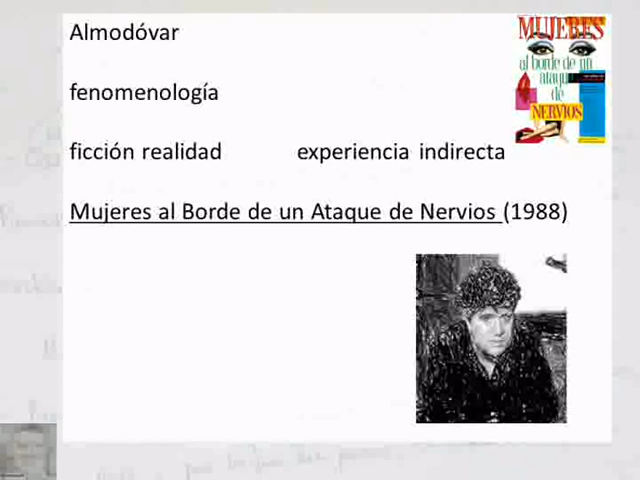 Almodóvar
fenomenología
ficción realidad experiencia indirecta
Mujeres al Borde de un Ataque de Nervios (1988)
MUJERES
al borde de un
de
NERVIOS